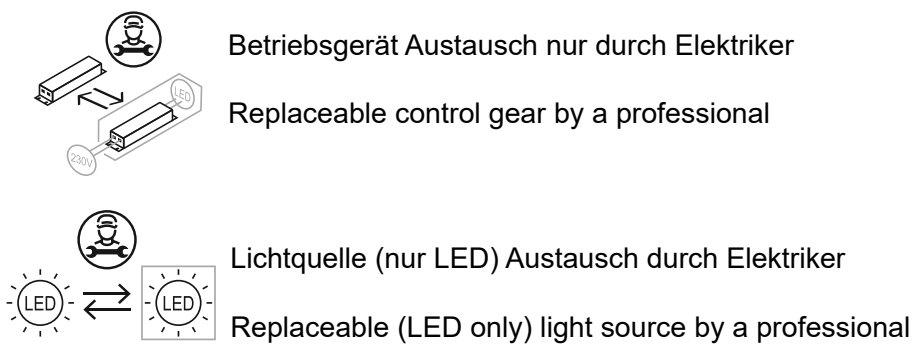 Betriebsgerät Austausch nur durch Elektriker
LED
Replaceable control gear by a professional
230V
Lichtquelle (nur LED) Austausch durch Elektriker
LED LED
Replaceable (LED only) light source by a professional